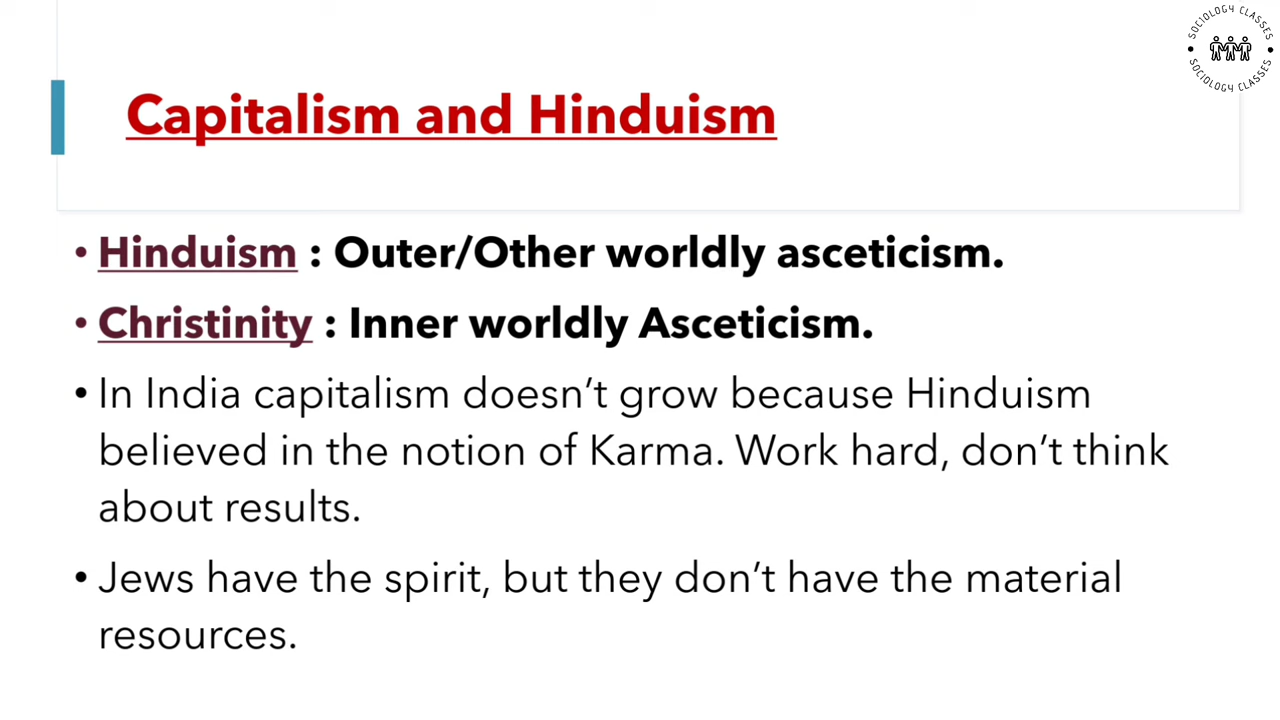 SOCIOLOGY CLASSES
SOCIOLOGY CLASSES
Capitalism and Hinduism
• Hinduism : Outer/Other worldly asceticism.
• Christinity : Inner worldly Asceticism.
• In India capitalism doesn’t grow because Hinduism
believed in the notion of Karma. Work hard, don’t think
about results.
• Jews have the spirit, but they don’t have the material
resources.